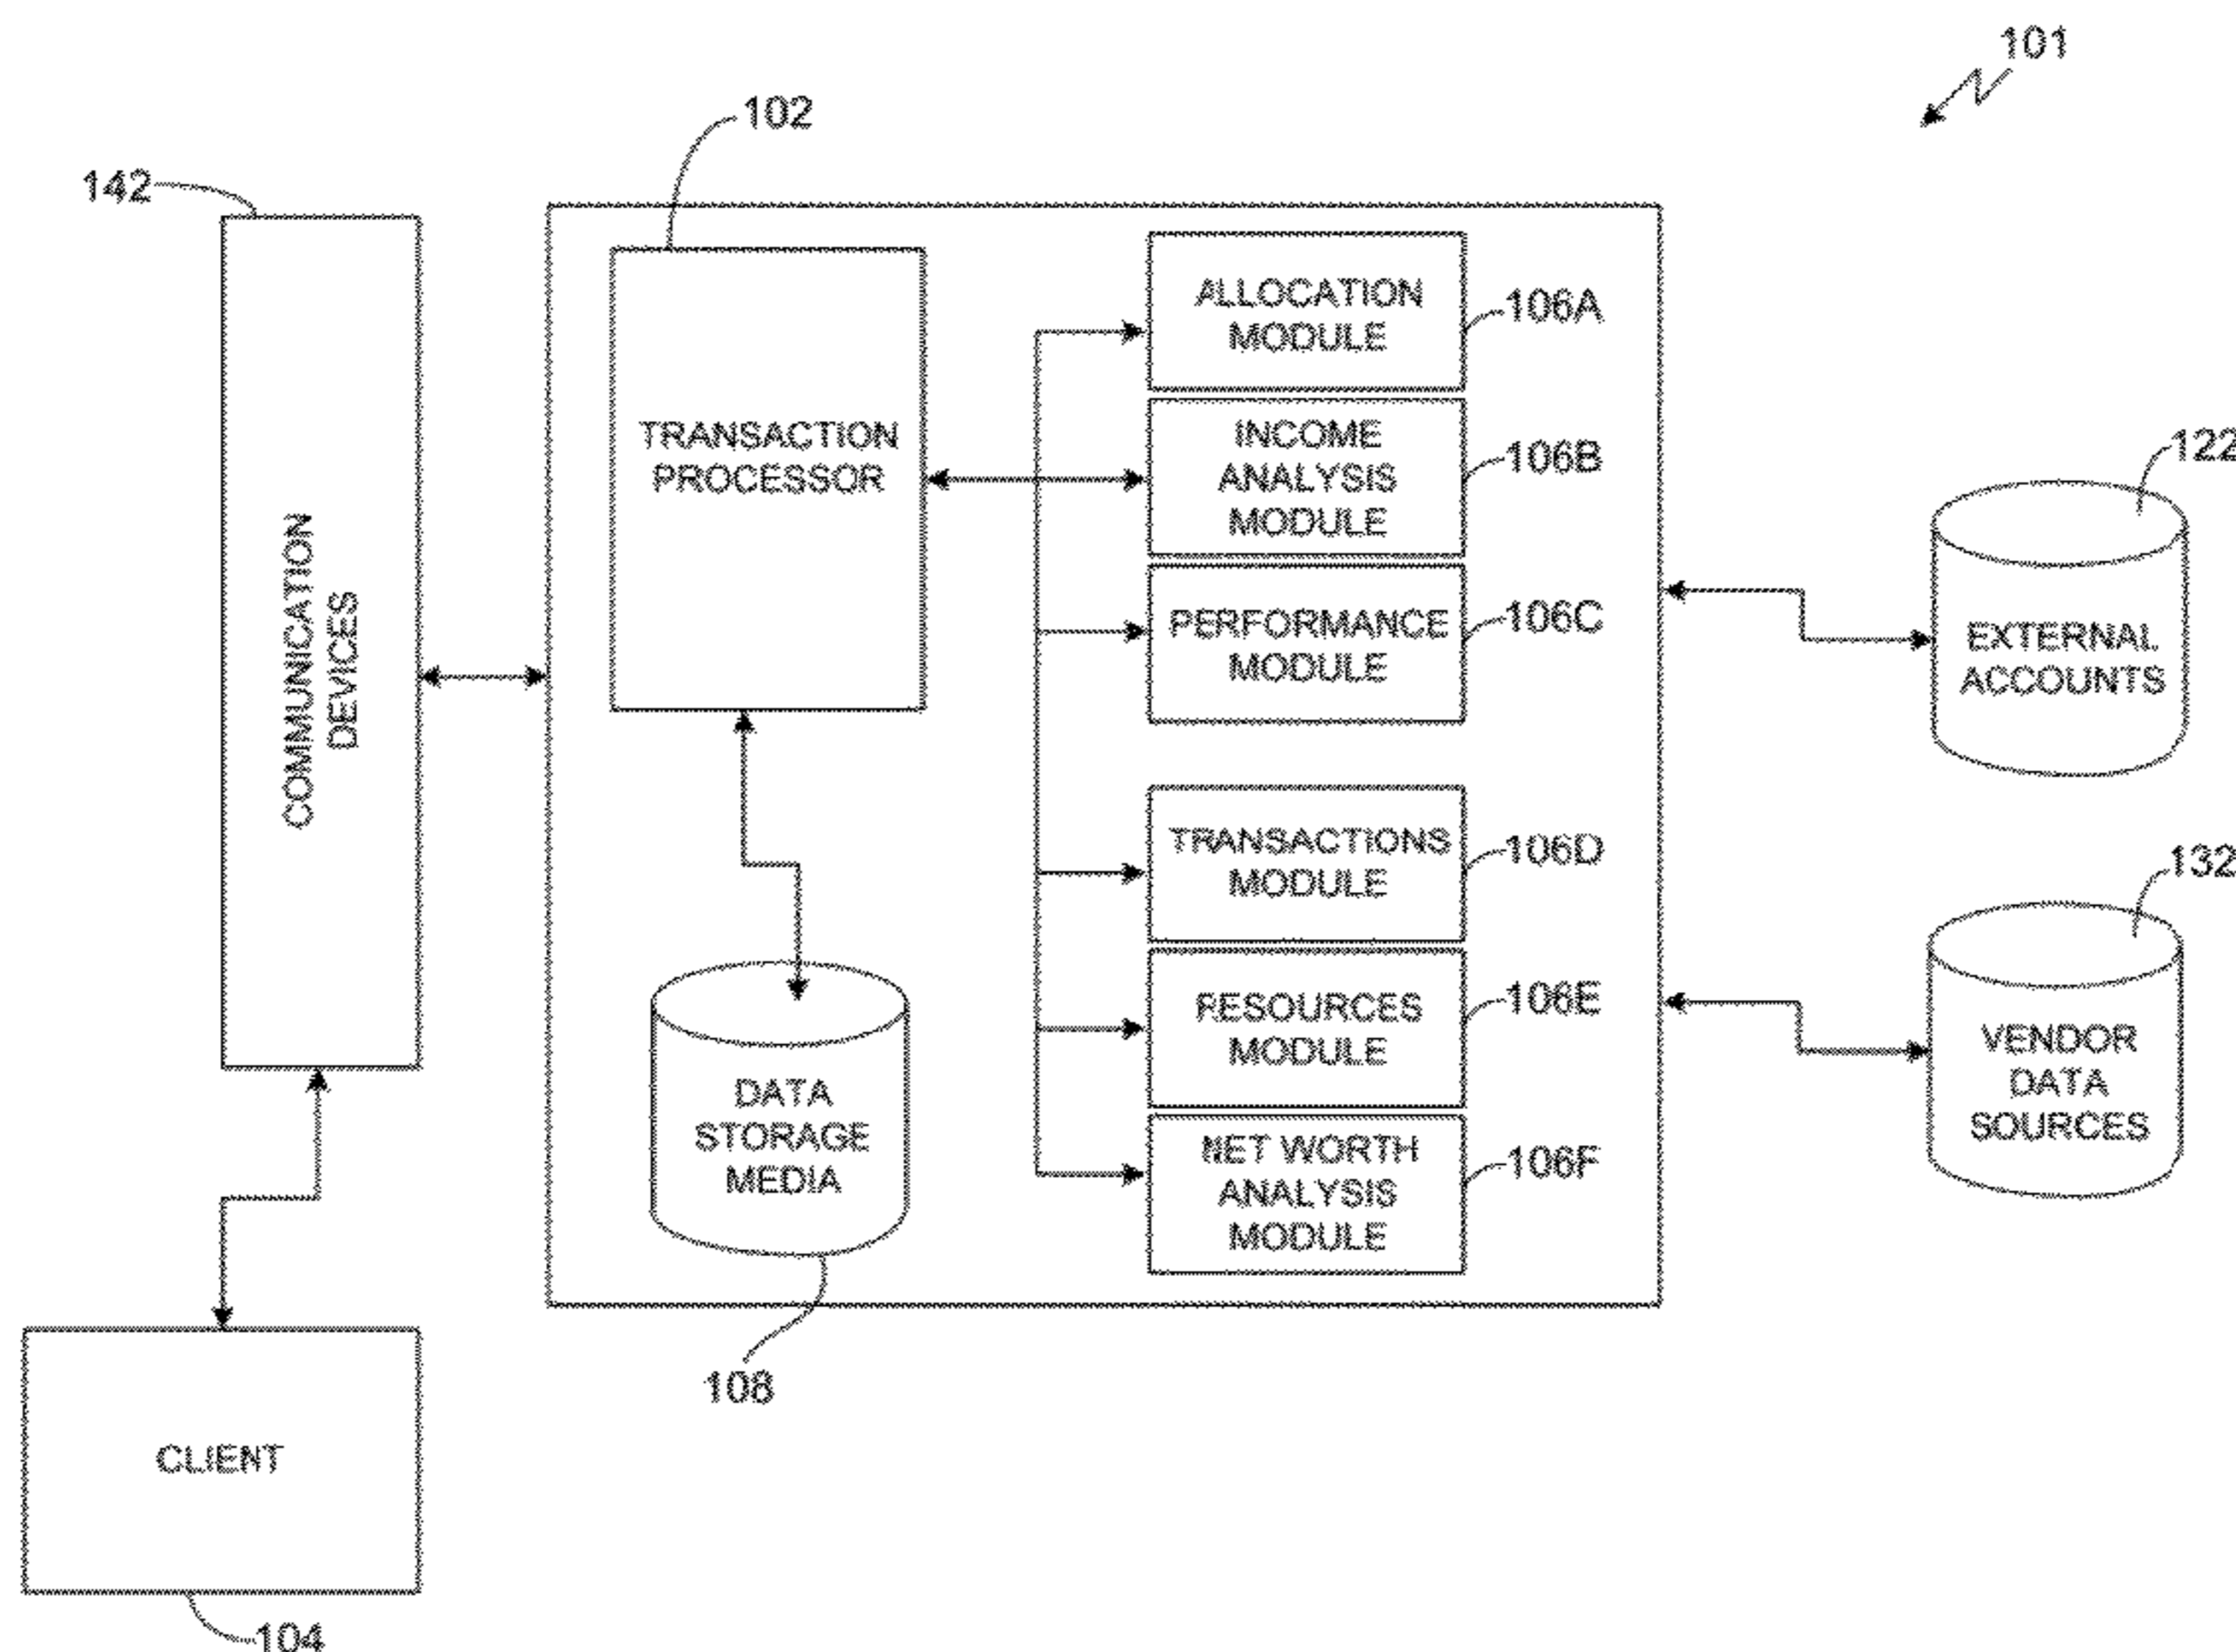 101
102
142
ALLOCATION
MODULE
106A
INCOME
ANALYSIS
MODULE
106B
TRANSACTION
PROCESSOR
122
COMMUNICATION
DEVICES
PERFORMANCE
MODULE
106C
EXTERNAL
ACCOUNTS
TRANSACTIONS
MODULE
106D
132
RESOURCES
MODULE
106E
VENDOR
DATA
SOURCES
DATA
STORAGE
MEDIA
NET WORTH
ANALYSIS
MODULE
106F
108
CLIENT
104